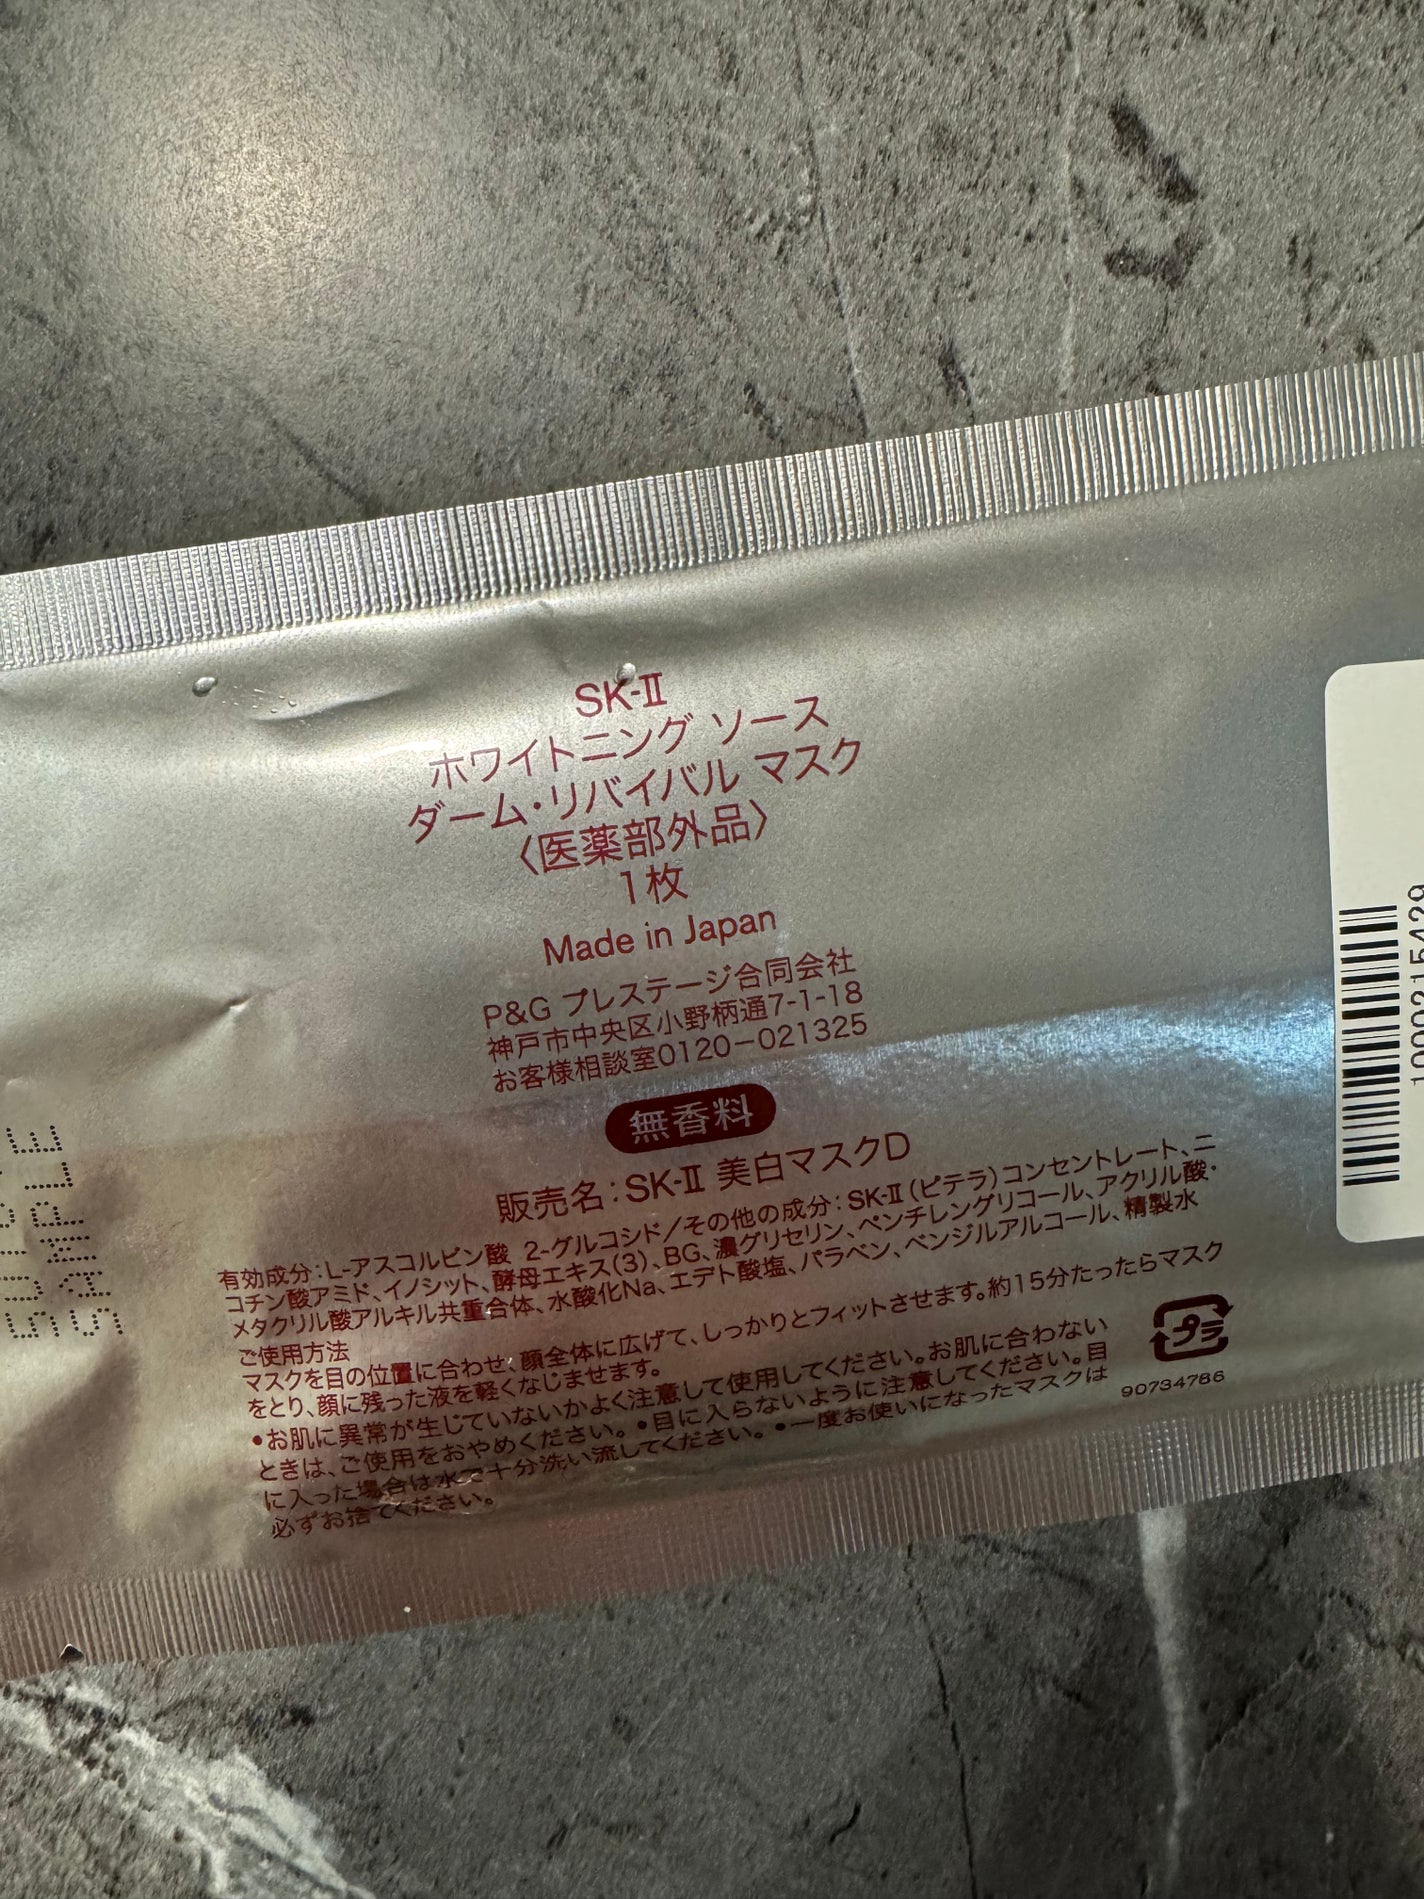 SK-II
ホワイトニング ソース
ダーム・リバイバル マスク
〈医薬部外品〉
1枚
Made in Japan
P&G プレステージ合同会社
神戸市中央区小野柄通7-1-18
お客様相談室0120−021325
無香料
販売名：SK-II 美白マスクD
有効成分：L-アスコルビン酸 2-グルコシド／その他の成分：SK-II（ピテラ）コンセントレート、ニ
コチン酸アミド、イノシット、酵母エキス(3)、BG、濃グリセリン、ペンチレングリコール、アクリル酸・
メタクリル酸アルキル共重合体、水酸化Na、エデト酸塩、パラベン、ベンジルアルコール、精製水
ご使用方法
マスクを目の位置に合わせ、顔全体に広げて、しっかりとフィットさせます。約15分たったらマスク
をとり、顔に残った液を軽くなじませます。
•お肌に異常が生じていないかよく注意して使用してください。お肌に合わない
ときは、ご使用をおやめください。•目に入らないように注意してください。目
に入った場合は水で十分洗い流してください。•一度お使いになったマスクは
必ずお捨てください。
プラ
90734786
SAMPLE